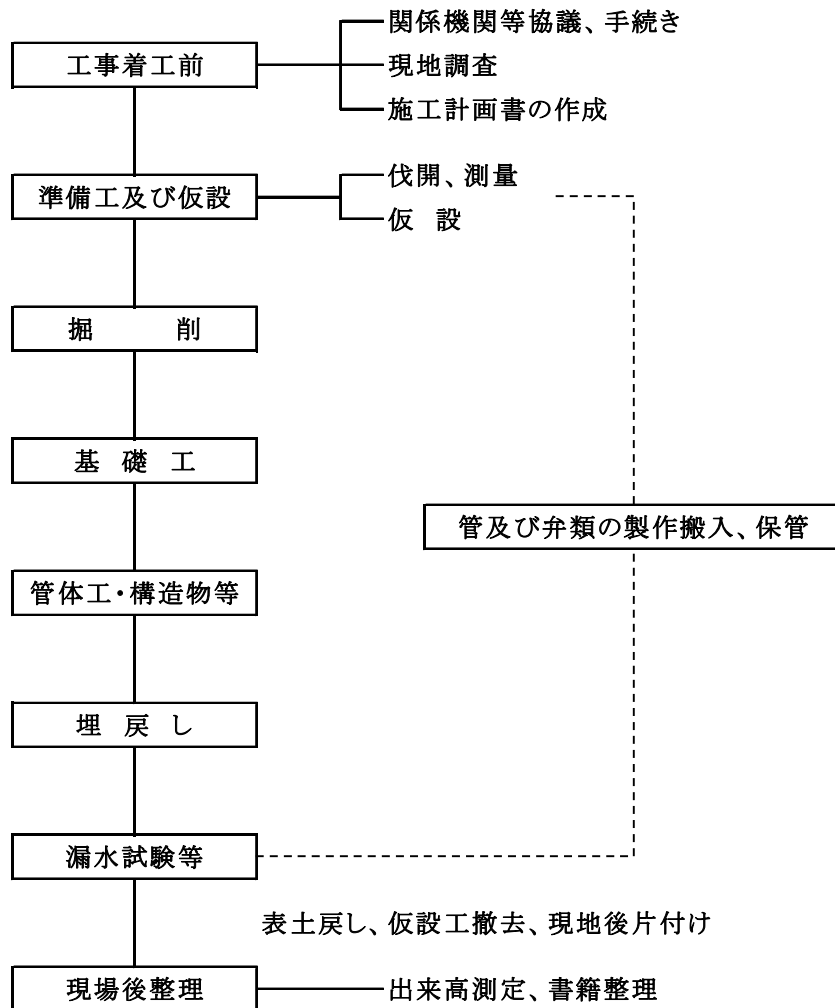 関係機関等協議、手続き
工事着工前
現地調査
施工計画書の作成
準備工及び仮設
伐開、測量
仮 設
掘 削
基 礎 工
管及び弁類の製作搬入、保管
管体工・構造物等
埋 戻 し
漏水試験等
表土戻し、仮設工撤去、現地後片付け
現場後整理
出来高測定、書籍整理